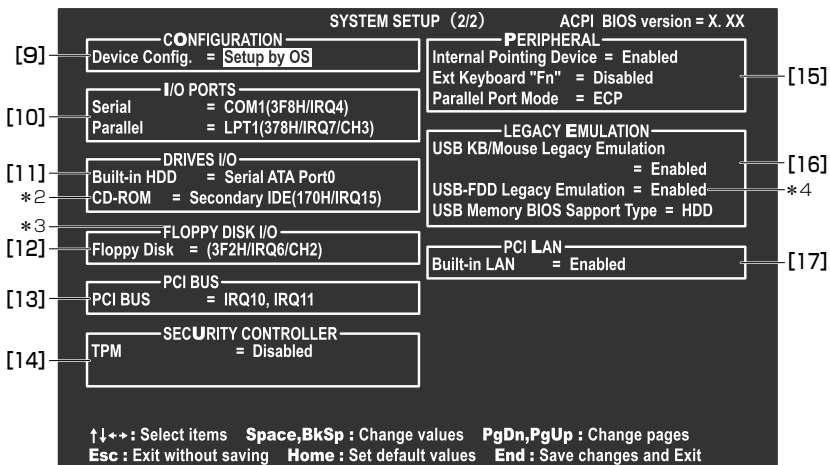 SYSTEM SETUP (2/2) ACPI BIOS version = X. XX
[9]
CONFIGURATION
Device Config. = Setup by OS
[10]
I/O PORTS
Serial = COM1(3F8H/IRQ4)
Parallel = LPT1(378H/IRQ7/CH3)
[11]
DRIVES I/O
Built-in HDD = Serial ATA Port0
*2
CD-ROM = Secondary IDE(170H/IRQ15)
*3
[12]
FLOPPY DISK I/O
Floppy Disk = (3F2H/IRQ6/CH2)
[13]
PCI BUS
PCI BUS = IRQ10, IRQ11
[14]
SECURITY CONTROLLER
TPM = Disabled
PERIPHERAL
Internal Pointing Device = Enabled
Ext Keyboard "Fn" = Disabled
Parallel Port Mode = ECP
[15]
LEGACY EMULATION
USB KB/Mouse Legacy Emulation
= Enabled
[16]
USB-FDD Legacy Emulation = Enabled
*4
USB Memory BIOS Sapport Type = HDD
PCI LAN
Built-in LAN = Enabled
[17]
↑↓←→ : Select items Space,BkSp : Change values PgDn,PgUp : Change pages
Esc : Exit without saving Home : Set default values End : Save changes and Exit